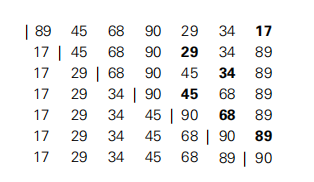 | 89 45 68 90 29 34 17
17 | 45 68 90 29 34 89
17 29 | 68 90 45 34 89
17 29 34 | 90 45 68 89
17 29 34 45 | 90 68 89
17 29 34 45 68 | 90 89
17 29 34 45 68 89 | 90